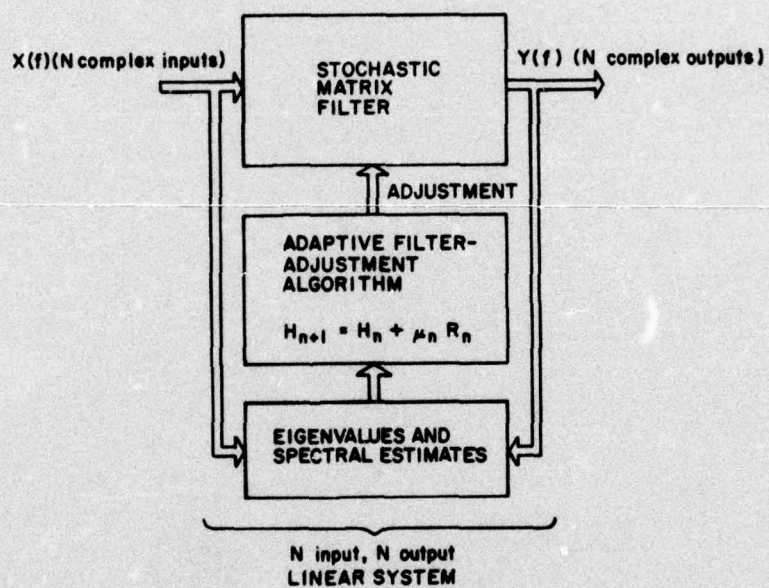 X(f)(N complex inputs)
STOCHASTIC
MATRIX
FILTER
Y(f) (N complex outputs)
ADJUSTMENT
ADAPTIVE FILTER-
ADJUSTMENT
ALGORITHM
Hn+1 = Hn + μn Rn
EIGENVALUES AND
SPECTRAL ESTIMATES
N input, N output
LINEAR SYSTEM